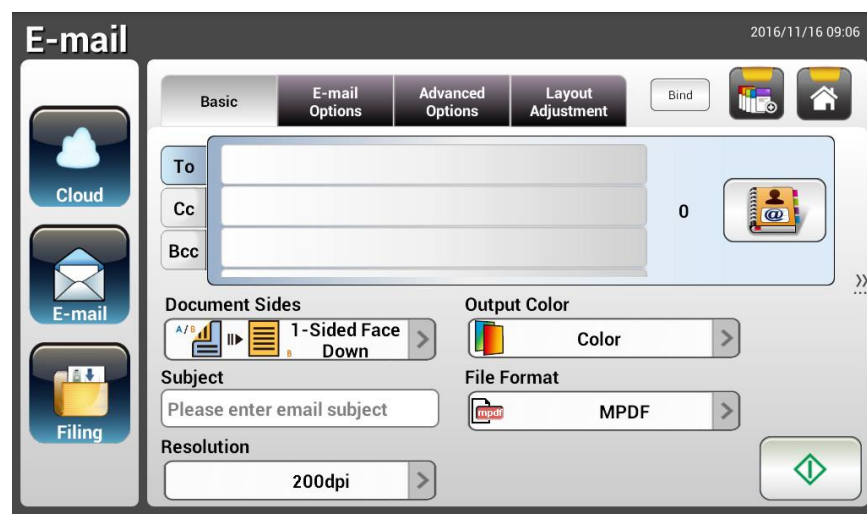 E-mail
2016/11/16 09:06
Basic
E-mail
Options
Advanced
Options
Layout
Adjustment
Bind
Cloud
E-mail
Filing
To
Cc
Bcc
0
@
Document Sides
A/B
B
1-Sided Face
Down
Output Color
Color
Subject
Please enter email subject
File Format
mpdf
MPDF
Resolution
200dpi